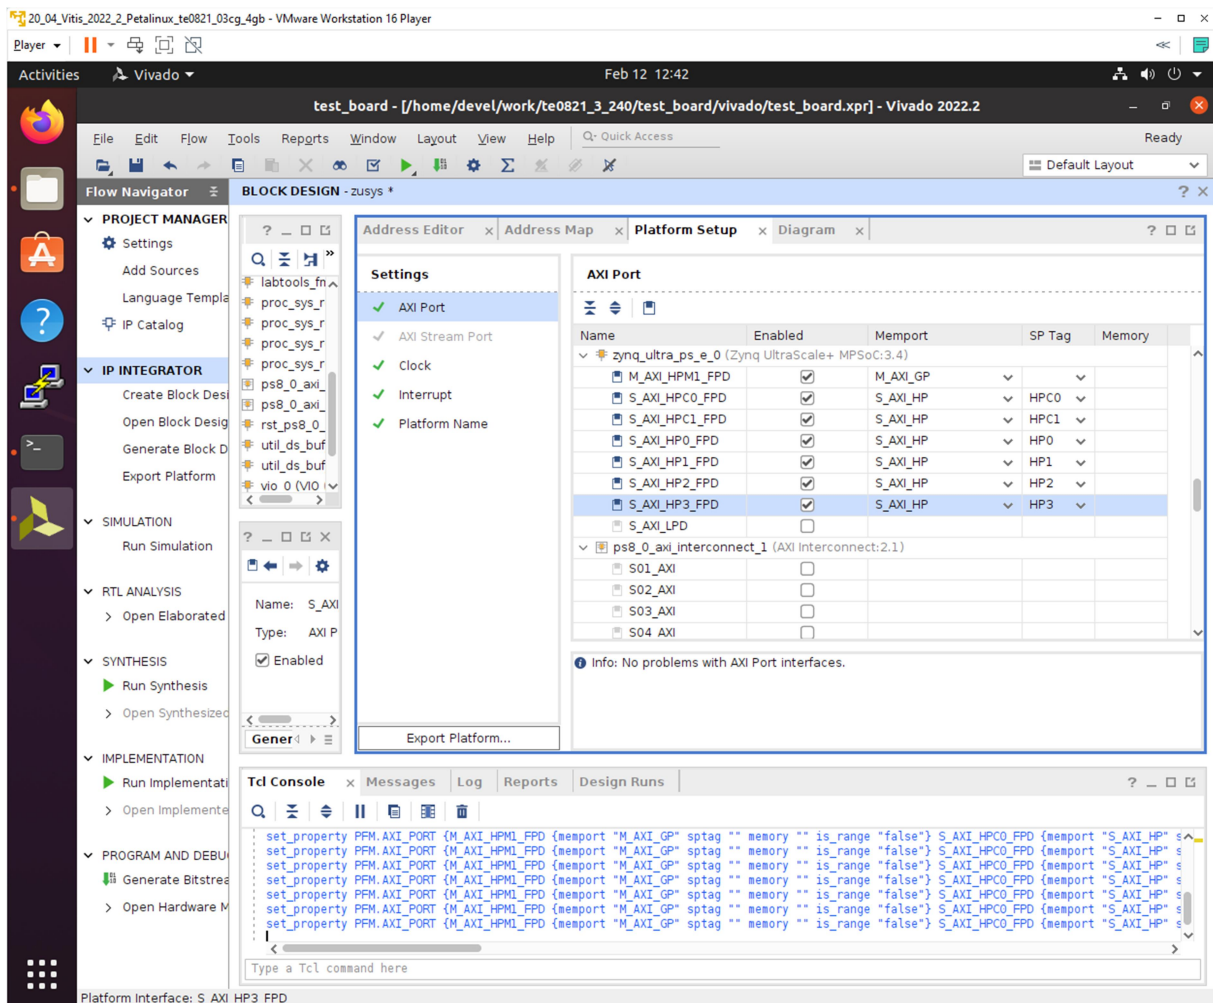 20_04_Vitis_2022_2_Petalinux_te0821_03cg_4gb - VMware Workstation 16 Player
Player
Activities Vivado Feb 12 12:42
test_board - [/home/devel/work/te0821_3_240/test_board/vivado/test_board.xpr] - Vivado 2022.2
File Edit Flow Tools Reports Window Layout View Help Quick Access Ready
Default Layout
Flow Navigator
PROJECT MANAGER
Settings
Add Sources
Language Templa
IP Catalog
IP INTEGRATOR
Create Block Desi
Open Block Desig
Generate Block D
Export Platform
SIMULATION
Run Simulation
RTL ANALYSIS
Open Elaborated
SYNTHESIS
Run Synthesis
Open Synthesized
IMPLEMENTATION
Run Implementati
Open Implemente
PROGRAM AND DEBU
Generate Bitstrea
Open Hardware M
BLOCK DESIGN - zusys *
labtools_fm
proc_sys_r
proc_sys_r
proc_sys_r
proc_sys_r
ps8_0_axi_
ps8_0_axi_
rst_ps8_0_
util_ds_buf
util_ds_buf
vio_0 (VIO
Name: S_AXI
Type: AXI P
Enabled
Gener
Address Editor Address Map Platform Setup Diagram
Settings
AXI Port
AXI Stream Port
Clock
Interrupt
Platform Name
Export Platform...
AXI Port
Name Enabled Memport SP Tag Memory
zynq_ultra_ps_e_0 (Zynq UltraScale+ MPSoC:3.4)
M_AXI_HPM1_FPD M_AXI_GP
S_AXI_HPC0_FPD S_AXI_HP HPC0
S_AXI_HPC1_FPD S_AXI_HP HPC1
S_AXI_HP0_FPD S_AXI_HP HP0
S_AXI_HP1_FPD S_AXI_HP HP1
S_AXI_HP2_FPD S_AXI_HP HP2
S_AXI_HP3_FPD S_AXI_HP HP3
S_AXI_LPD
ps8_0_axi_interconnect_1 (AXI Interconnect:2.1)
S01_AXI
S02_AXI
S03_AXI
S04_AXI
Info: No problems with AXI Port interfaces.
Tcl Console Messages Log Reports Design Runs
set_property PFM.AXI_PORT {M_AXI_HPM1_FPD {memport "M_AXI_GP" sptag "" memory "" is_range "false"} S_AXI_HPC0_FPD {memport "S_AXI_HP" s
set_property PFM.AXI_PORT {M_AXI_HPM1_FPD {memport "M_AXI_GP" sptag "" memory "" is_range "false"} S_AXI_HPC0_FPD {memport "S_AXI_HP" s
set_property PFM.AXI_PORT {M_AXI_HPM1_FPD {memport "M_AXI_GP" sptag "" memory "" is_range "false"} S_AXI_HPC0_FPD {memport "S_AXI_HP" s
set_property PFM.AXI_PORT {M_AXI_HPM1_FPD {memport "M_AXI_GP" sptag "" memory "" is_range "false"} S_AXI_HPC0_FPD {memport "S_AXI_HP" s
set_property PFM.AXI_PORT {M_AXI_HPM1_FPD {memport "M_AXI_GP" sptag "" memory "" is_range "false"} S_AXI_HPC0_FPD {memport "S_AXI_HP" s
set_property PFM.AXI_PORT {M_AXI_HPM1_FPD {memport "M_AXI_GP" sptag "" memory "" is_range "false"} S_AXI_HPC0_FPD {memport "S_AXI_HP" s
set_property PFM.AXI_PORT {M_AXI_HPM1_FPD {memport "M_AXI_GP" sptag "" memory "" is_range "false"} S_AXI_HPC0_FPD {memport "S_AXI_HP" s
Type a Tcl command here
Platform Interface: S_AXI_HP3_FPD